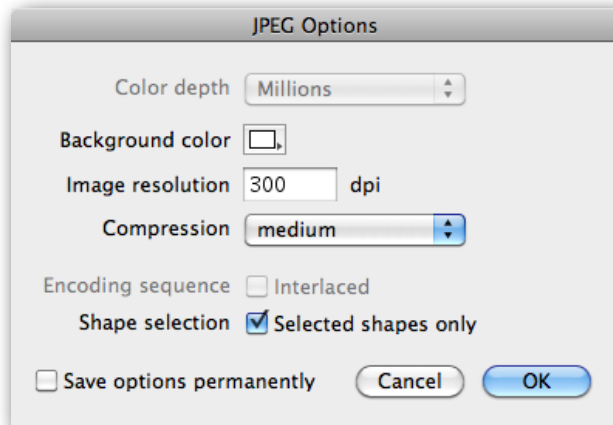 JPEG Options
Color depth Millions
Background color
Image resolution 300 dpi
Compression medium
Encoding sequence Interlaced
Shape selection Selected shapes only
Save options permanently Cancel OK